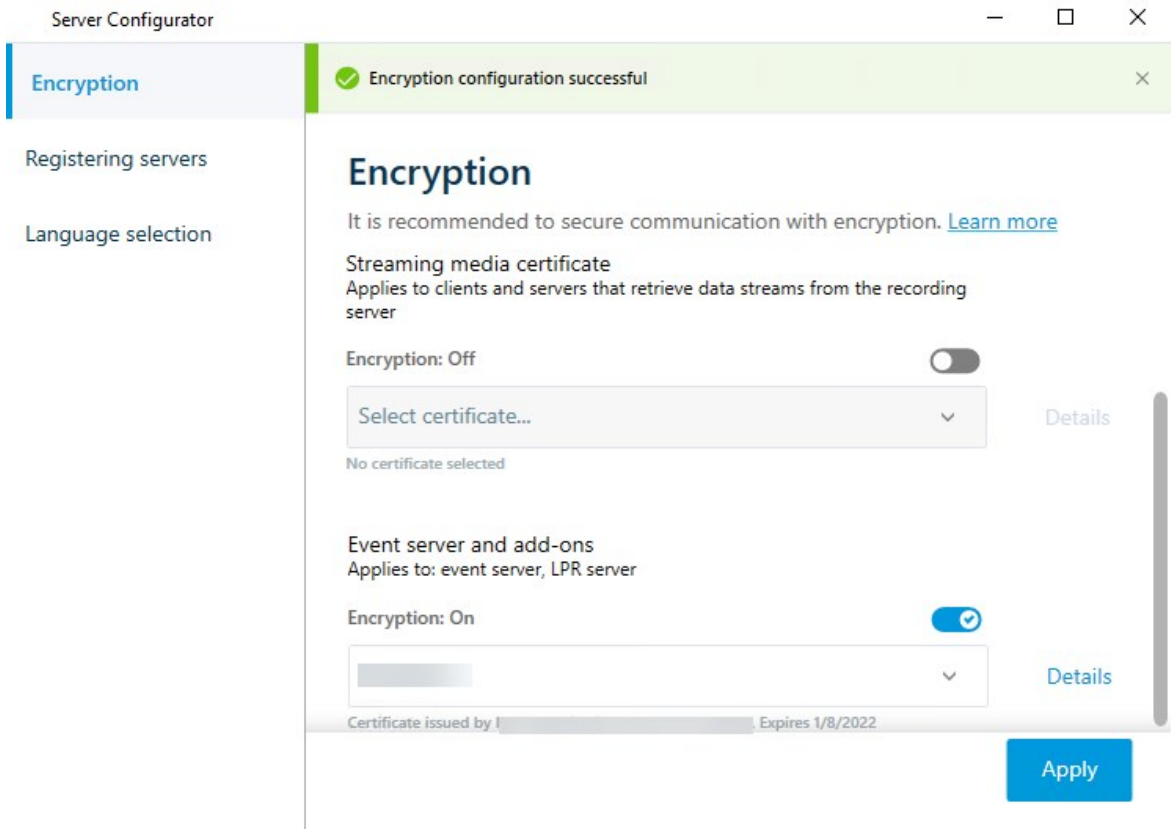 Server Configurator
Encryption
Registering servers
Language selection
Encryption configuration successful
Encryption
It is recommended to secure communication with encryption. Learn more
Streaming media certificate
Applies to clients and servers that retrieve data streams from the recording
server
Encryption: Off
Select certificate...
Details
No certificate selected
Event server and add-ons
Applies to: event server, LPR server
Encryption: On
Details
Certificate issued by
. Expires 1/8/2022
Apply